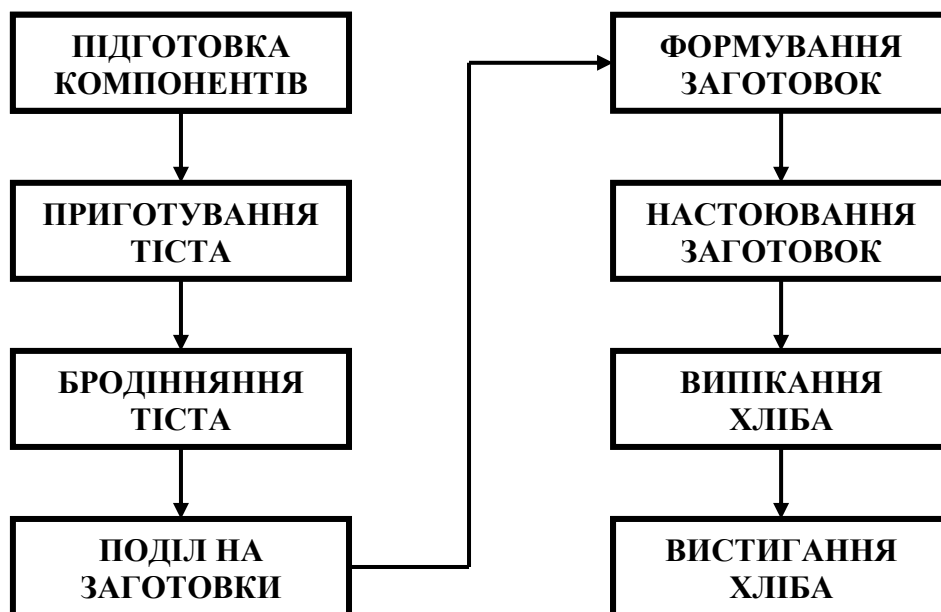 ПІДГОТОВКА
КОМПОНЕНТІВ
ПРИГОТУВАННЯ
ТІСТА
БРОДІННЯННЯ
ТІСТА
ПОДІЛ НА
ЗАГОТОВКИ
ФОРМУВАННЯ
ЗАГОТОВОК
НАСТОЮВАННЯ
ЗАГОТОВОК
ВИПІКАННЯ
ХЛІБА
ВИСТИГАННЯ
ХЛІБА